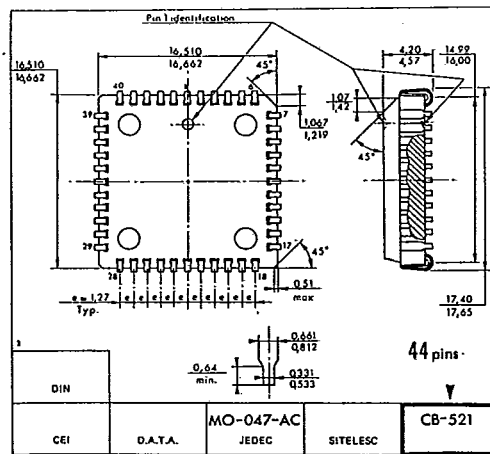 Pin 1 identification
16,510
16,662
4,20
4,57
14,99
16,00
16,510
16,662
45°
40
1
6
1,07
1,42
39
7
1,067
1,219
45°
29
17
45°
28
18
0,51
max
e = 1,27
Typ.
e e e e e e e e e
17,40
17,65
0,661
0,812
0,64
min.
0,331
0,533
44 pins
DIN
MO-047-AC
CB-521
CEI
D.A.T.A.
JEDEC
SITELESC